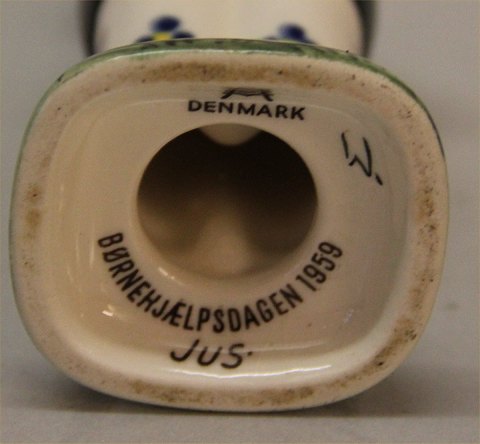 DENMARK
W.
BØRNEHJÆLPSDAGEN 1959
JUS.